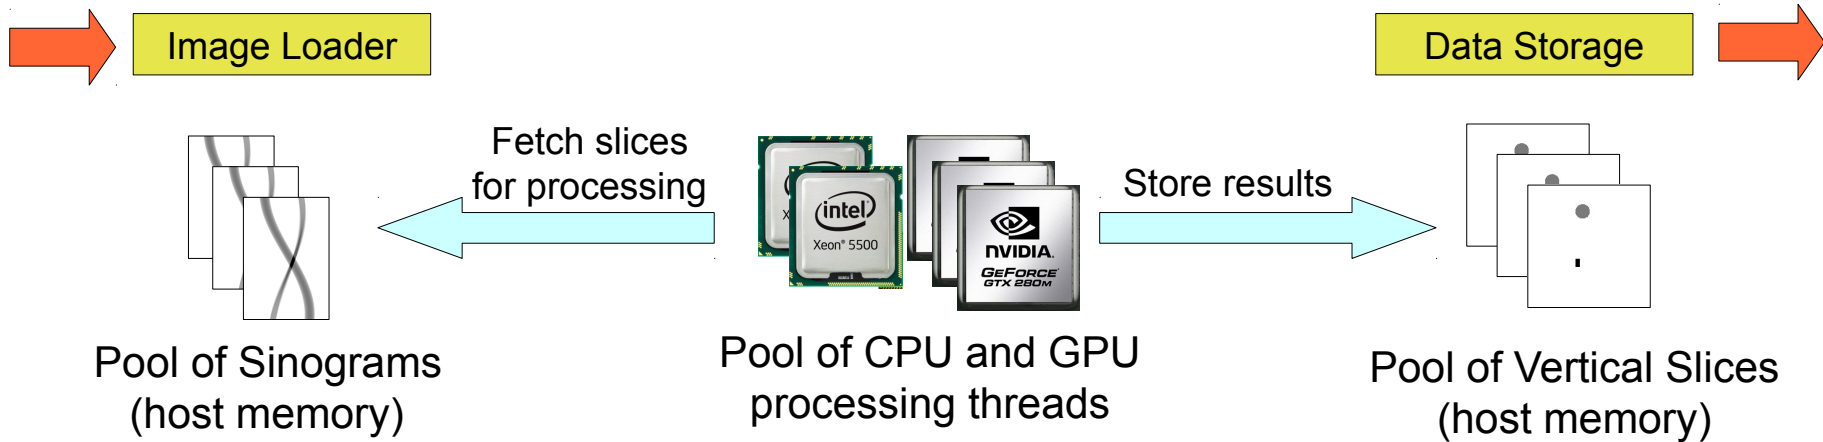 Image Loader
Data Storage
Fetch slices
for processing
Store results
X
intel
Xeon® 5500
NVIDIA
GEFORCE
GTX 280M
Pool of Sinograms
(host memory)
Pool of CPU and GPU
processing threads
Pool of Vertical Slices
(host memory)